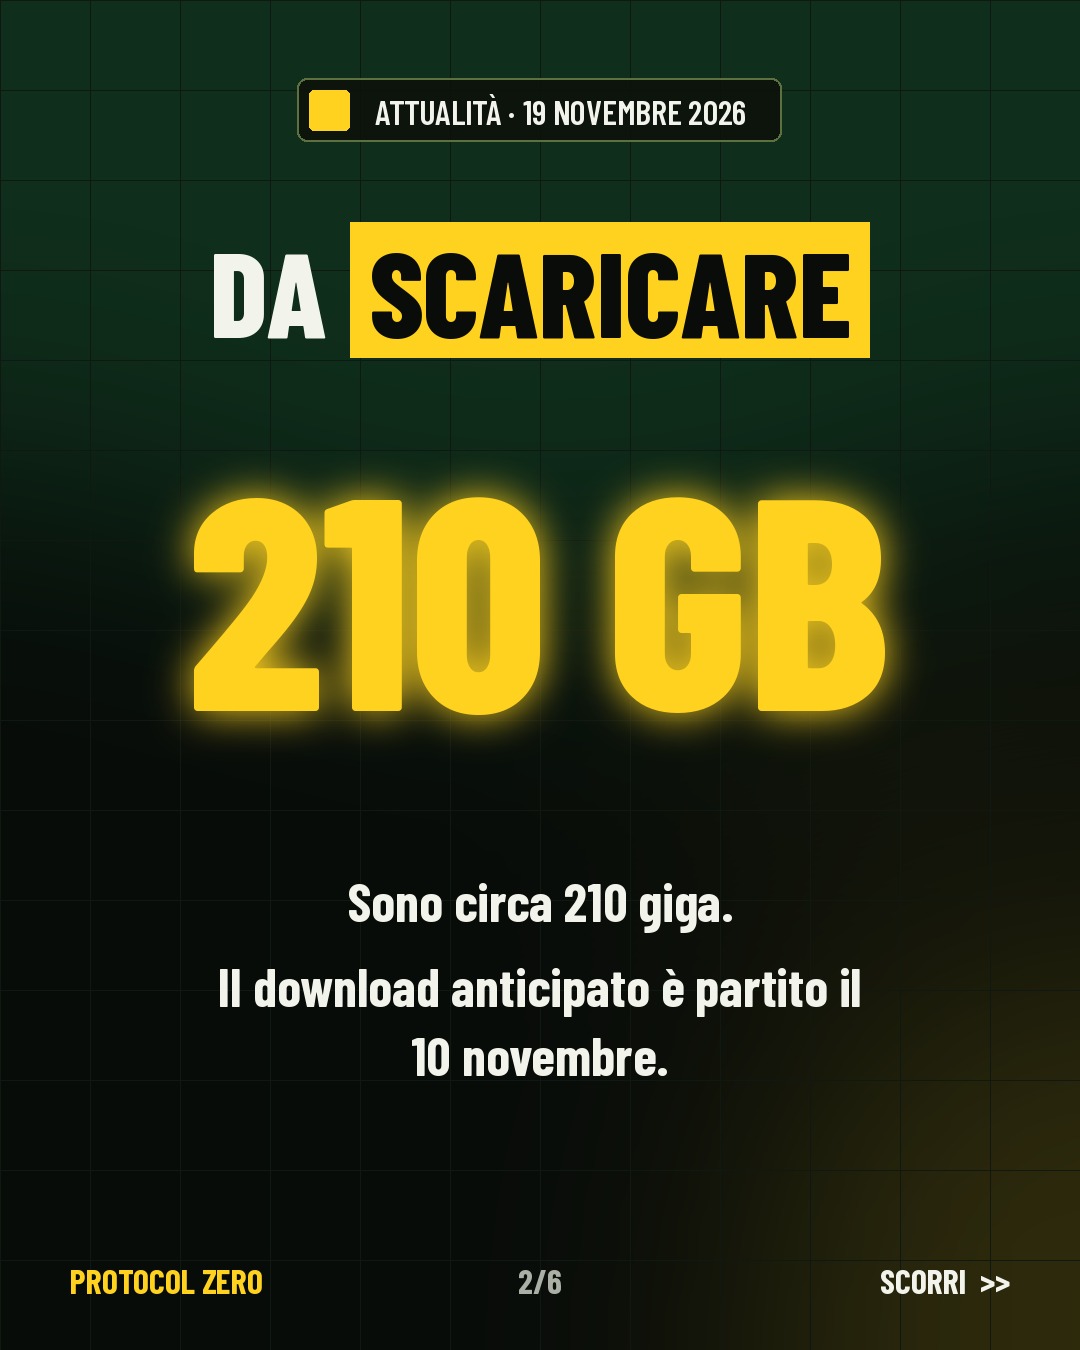 ATTUALITÀ · 19 NOVEMBRE 2026
DA SCARICARE
210 GB
Sono circa 210 giga.
Il download anticipato è partito il
10 novembre.
PROTOCOL ZERO
2/6
SCORRI >>